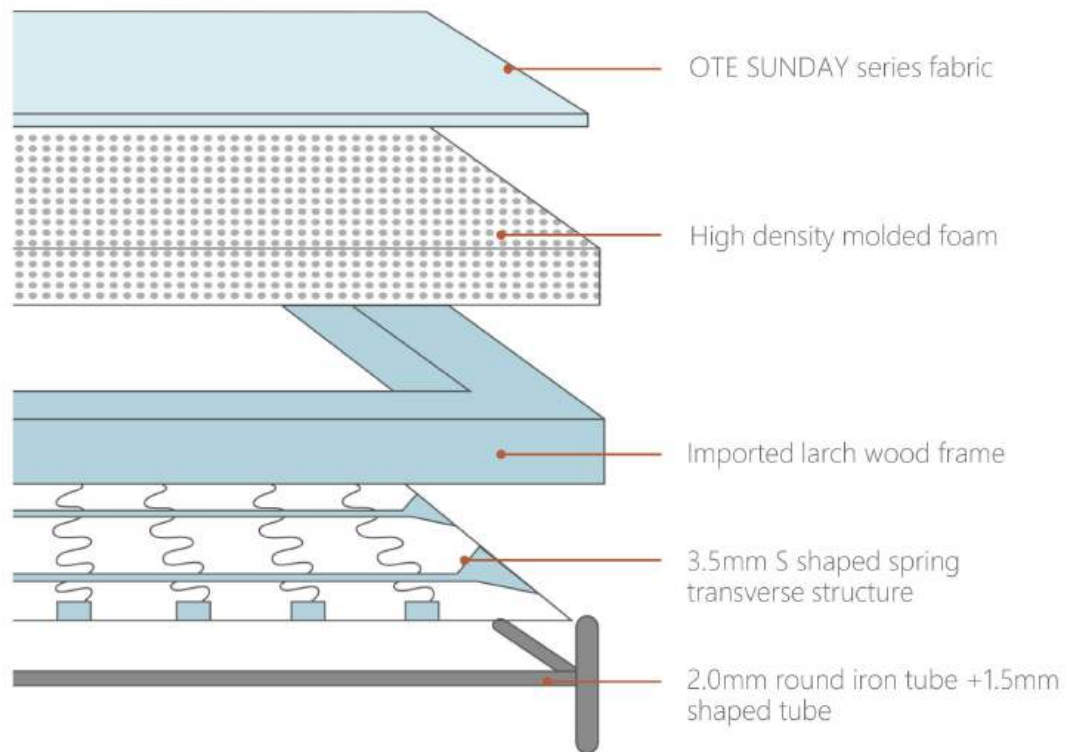 OTE SUNDAY series fabric
High density molded foam
Imported larch wood frame
3.5mm S shaped spring
transverse structure
2.0mm round iron tube +1.5mm
shaped tube